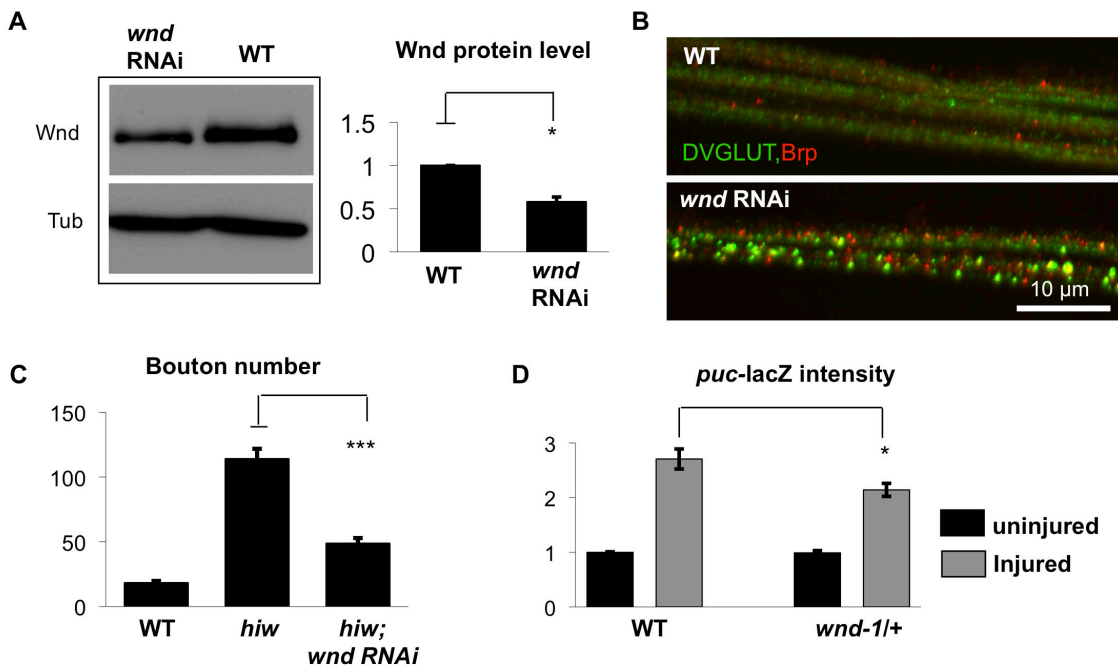 A
wnd
RNAi
WT
Wnd
Tub
Wnd protein level
*
1.5
1
0.5
0
WT
wnd
RNAi
B
WT
DVGLUT,Brp
wnd RNAi
10 µm
C
Bouton number
***
150
100
50
0
WT
hiw
hiw;
wnd RNAi
D
puc-lacZ intensity
*
3
2
1
0
WT
wnd-1/+
uninjured
Injured